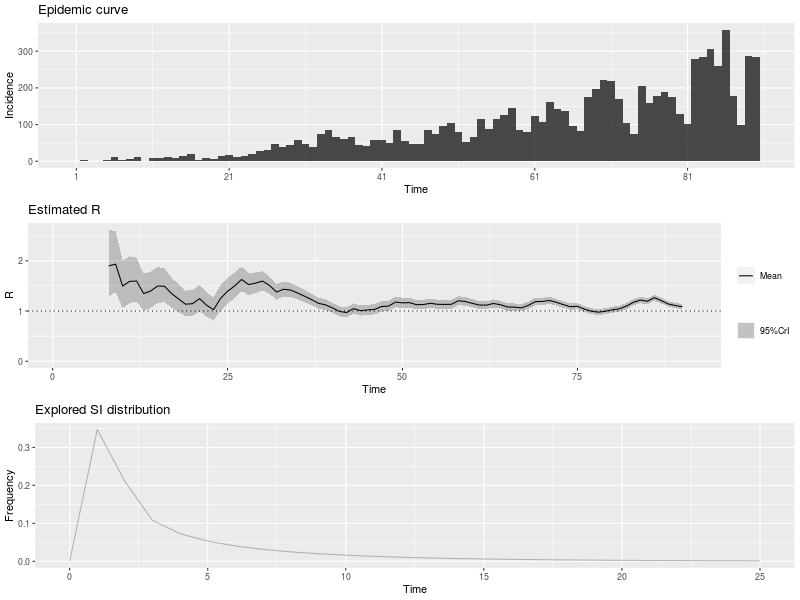 Epidemic curve
300
200
100
0
Incidence
1 21 41 61 81
Time
Estimated R
2
1
0
R
0 25 50 75
Time
Mean
95%CrI
Explored SI distribution
0.3
0.2
0.1
0.0
Frequency
0 5 10 15 20 25
Time